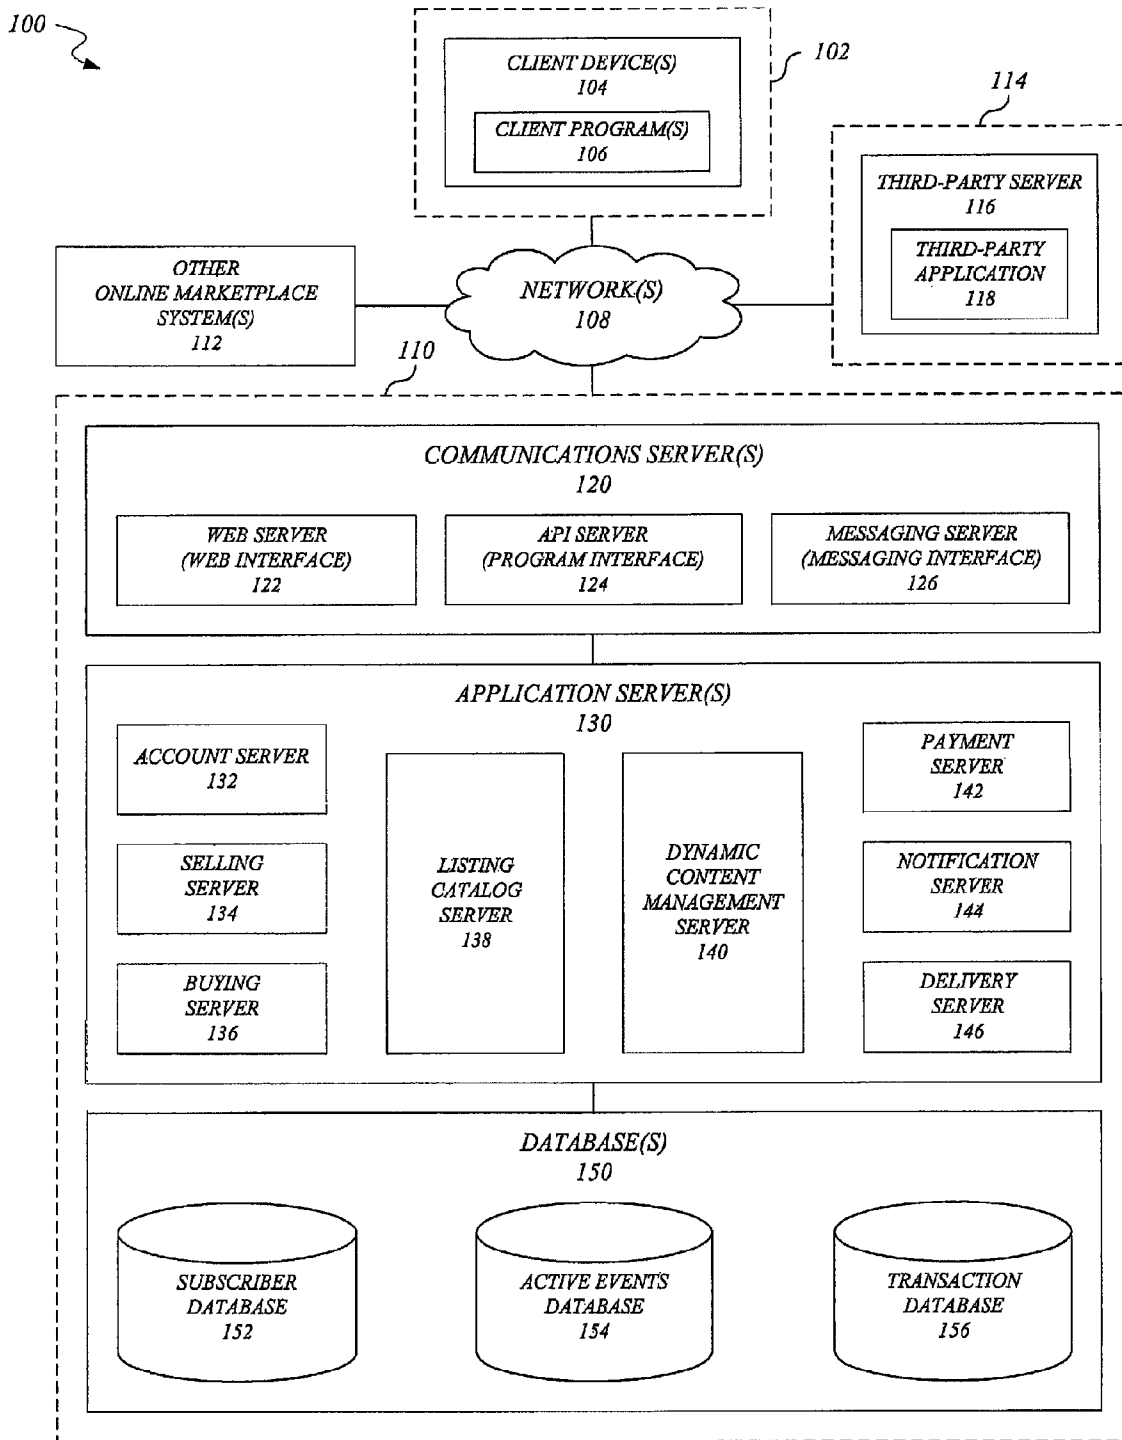 100
102
CLIENT DEVICE(S)
104
CLIENT PROGRAM(S)
106
114
THIRD-PARTY SERVER
116
THIRD-PARTY
APPLICATION
118
OTHER
ONLINE MARKETPLACE
SYSTEM(S)
112
NETWORK(S)
108
110
COMMUNICATIONS SERVER(S)
120
WEB SERVER
(WEB INTERFACE)
122
API SERVER
(PROGRAM INTERFACE)
124
MESSAGING SERVER
(MESSAGING INTERFACE)
126
APPLICATION SERVER(S)
130
ACCOUNT SERVER
132
SELLING
SERVER
134
BUYING
SERVER
136
LISTING
CATALOG
SERVER
138
DYNAMIC
CONTENT
MANAGEMENT
SERVER
140
PAYMENT
SERVER
142
NOTIFICATION
SERVER
144
DELIVERY
SERVER
146
DATABASE(S)
150
SUBSCRIBER
DATABASE
152
ACTIVE EVENTS
DATABASE
154
TRANSACTION
DATABASE
156